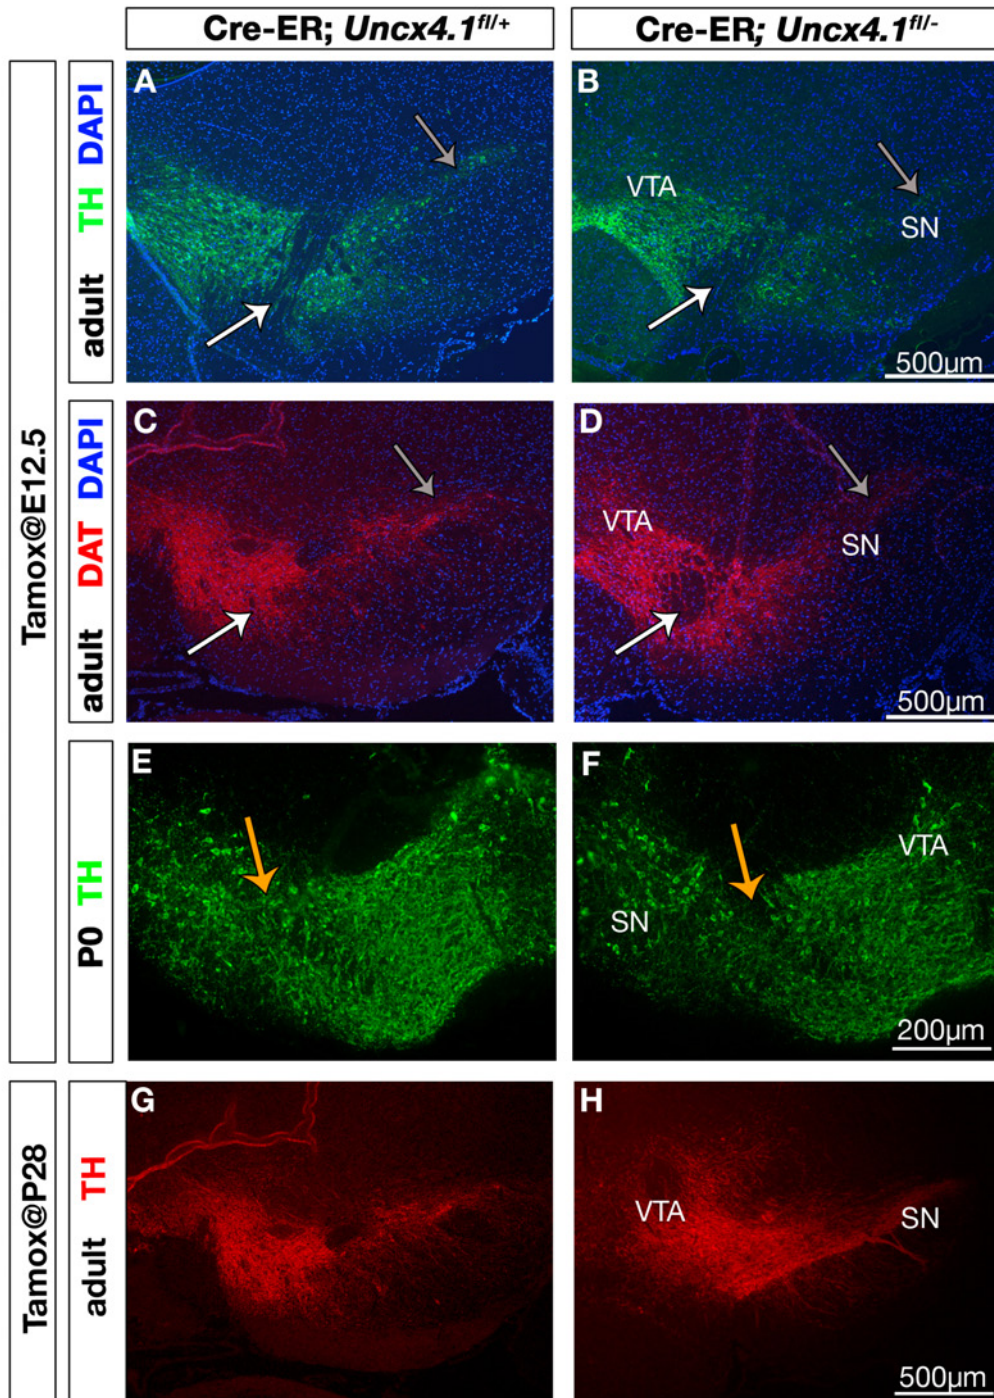 Cre-ER; Uncx4.1fl/+
Cre-ER; Uncx4.1fl/-
Tamox@E12.5
adult TH DAPI
A
B
VTA
SN
500µm
adult DAT DAPI
C
D
VTA
SN
500µm
P0 TH
E
F
VTA
SN
200µm
Tamox@P28
adult TH
G
H
VTA
SN
500µm